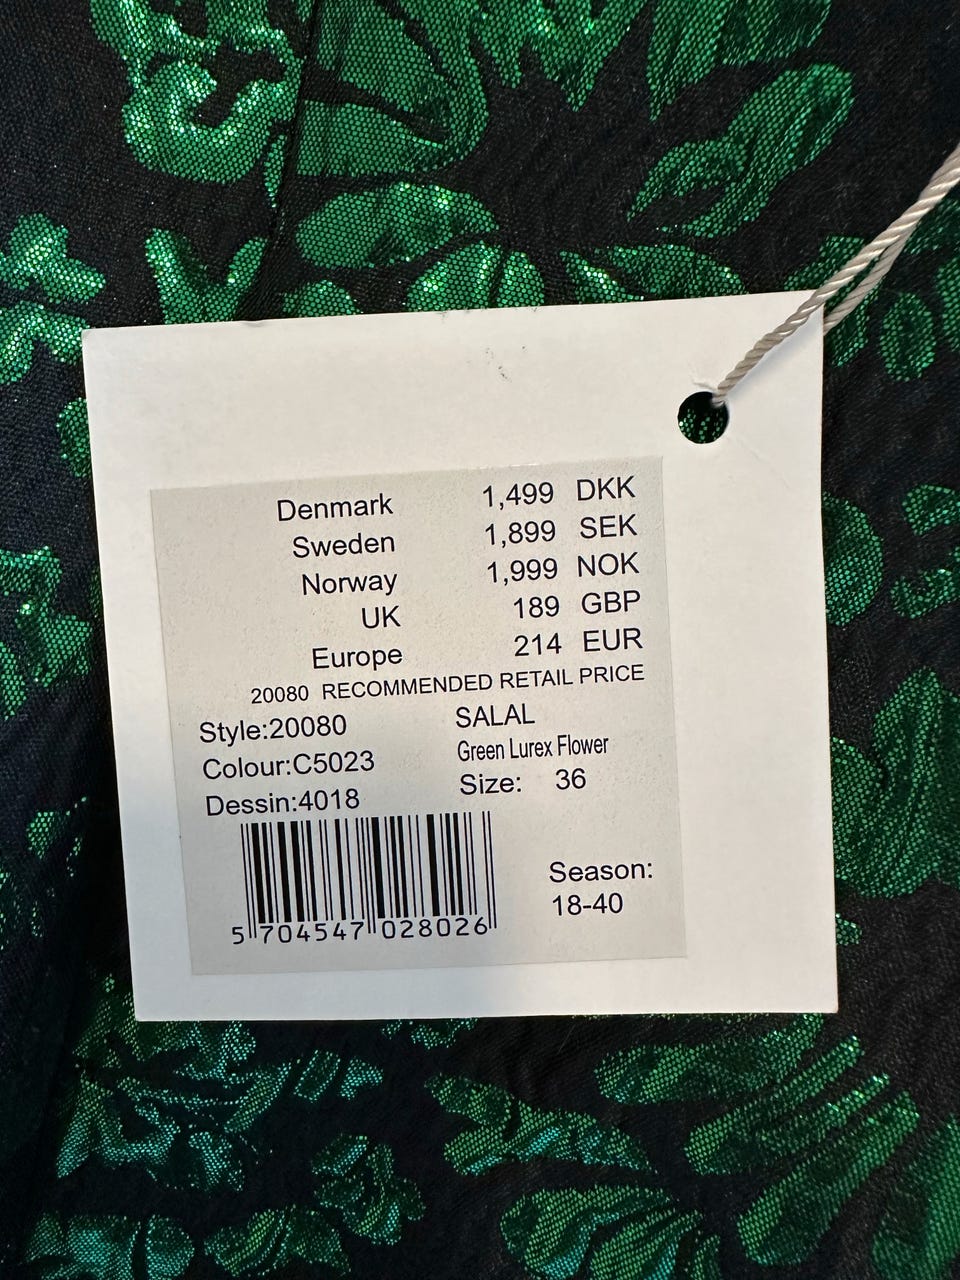 Denmark 1,499 DKK
Sweden 1,899 SEK
Norway 1,999 NOK
UK 189 GBP
Europe 214 EUR
20080 RECOMMENDED RETAIL PRICE
Style:20080 SALAL
Colour:C5023 Green Lurex Flower
Dessin:4018 Size: 36
Season:
18-40
5 704547 028026